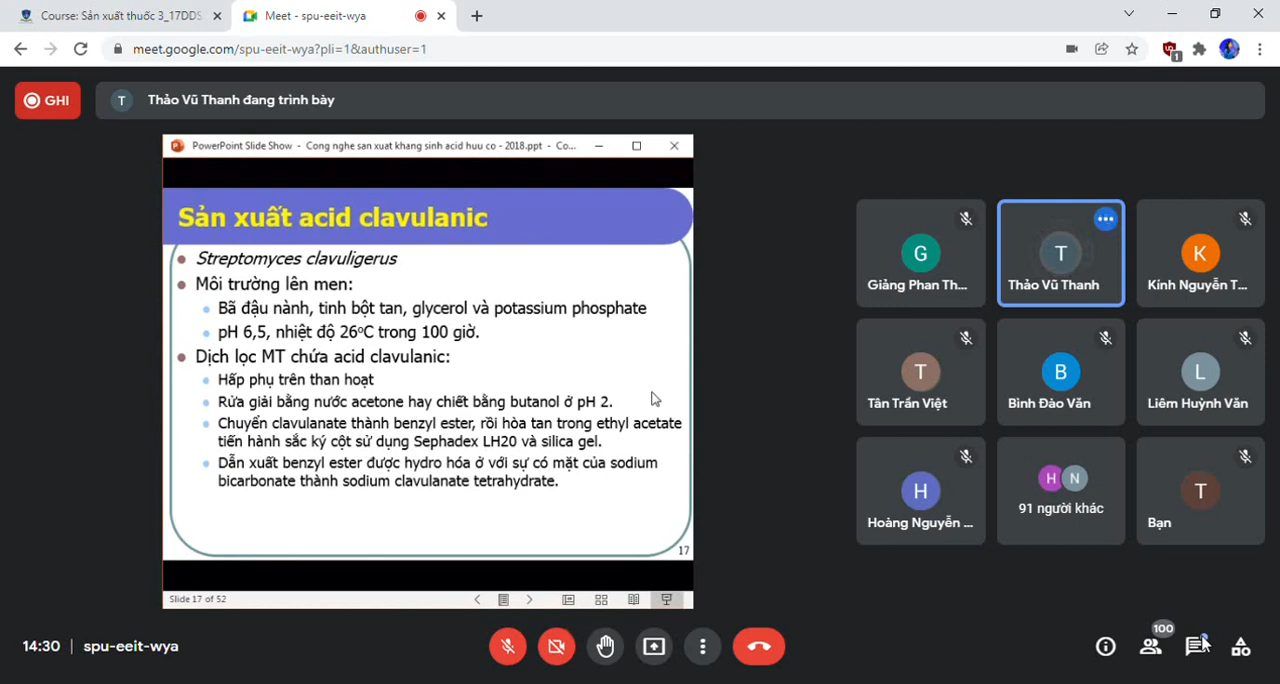 Course: Sản xuất thuốc 3_17DDS
Meet - spu-eeit-wya
meet.google.com/spu-eeit-wya?pli=1&authuser=1
1
GHI
T
Thảo Vũ Thanh đang trình bày
PowerPoint Slide Show - Cong nghe san xuat khang sinh acid huu co - 2018.ppt - Co...
Sản xuất acid clavulanic
Streptomyces clavuligerus
Môi trường lên men:
Bã đậu nành, tinh bột tan, glycerol và potassium phosphate
pH 6,5, nhiệt độ 26ºC trong 100 giờ.
Dịch lọc MT chứa acid clavulanic:
Hấp phụ trên than hoạt
Rửa giải bằng nước acetone hay chiết bằng butanol ở pH 2.
Chuyển clavulanate thành benzyl ester, rồi hòa tan trong ethyl acetate
tiến hành sắc ký cột sử dụng Sephadex LH20 và silica gel.
Dẫn xuất benzyl ester được hydro hóa ở với sự có mặt của sodium
bicarbonate thành sodium clavulanate tetrahydrate.
17
Slide 17 of 52
G
Giảng Phan Th...
T
Thảo Vũ Thanh
K
Kính Nguyễn T...
T
Tân Trần Việt
B
Bình Đào Văn
L
Liêm Huỳnh Văn
H
Hoàng Nguyễn ...
H N
91 người khác
T
Bạn
14:30 | spu-eeit-wya
100